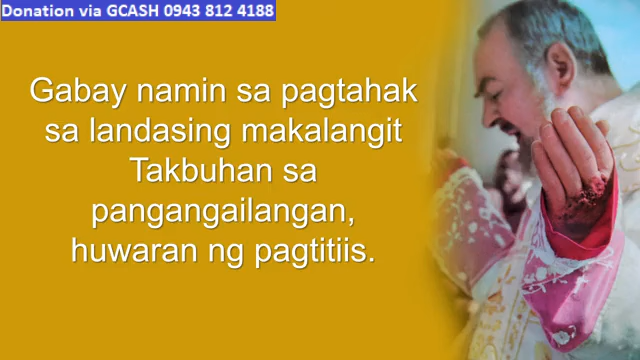 Donation via GCASH 0943 812 4188
Gabay namin sa pagtahak
sa landasing makalangit
Takbuhan sa
pangangailangan,
huwaran ng pagtitiis.